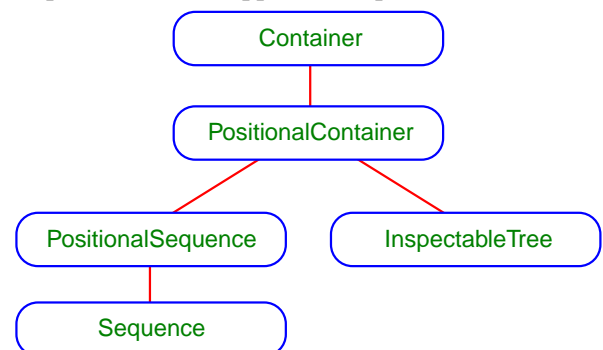 Container
PositionalContainer
PositionalSequence
InspectableTree
Sequence